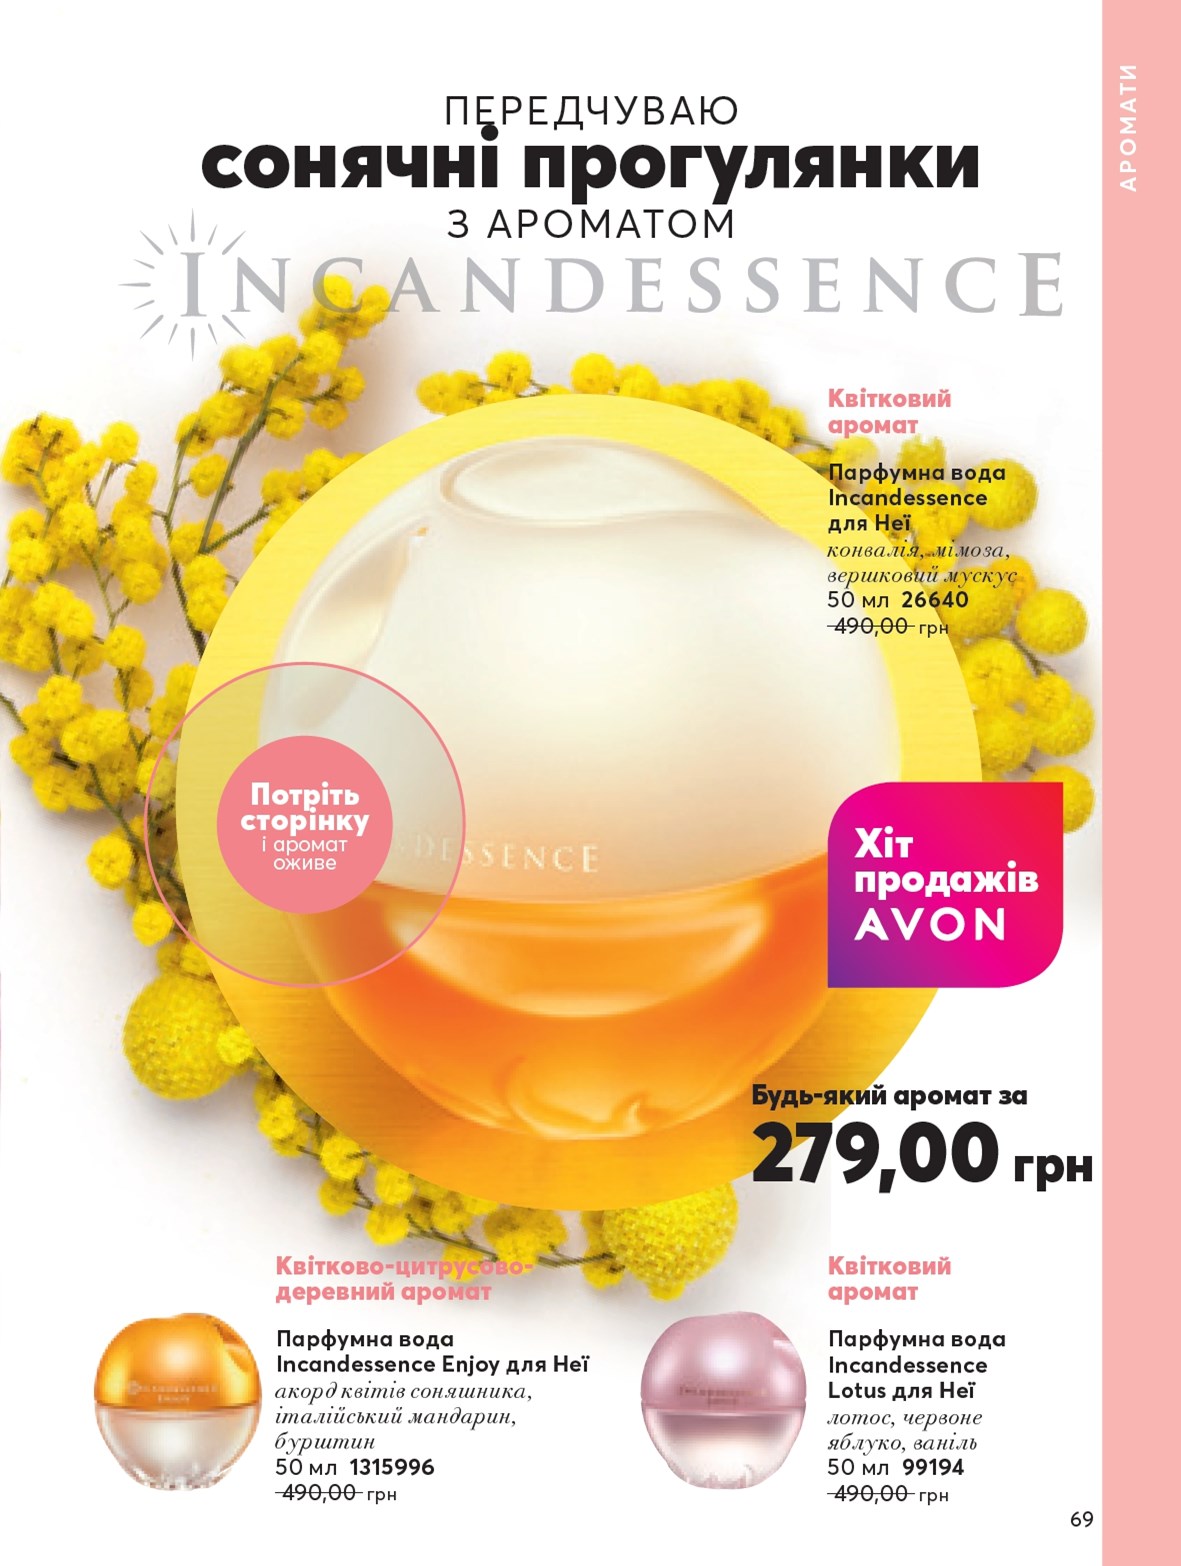 АРОМАТИ
ПЕРЕДЧУВАЮ
сонячні прогулянки
З АРОМАТОМ
INCANDESSENCE
Квітковий
аромат
Парфумна вода
Incandessence
для Неї
конвалія, мімоза,
вершковий мускус
50 мл 26640
490,00 грн
Потріть
сторінку
і аромат
оживе
NDESSENCE
Хіт
продажів
AVON
Будь-який аромат за
279,00 грн
Квітково-цитрусово-
деревний аромат
Парфумна вода
Incandessence Enjoy для Неї
акорд квітів соняшника,
італійський мандарин,
бурштин
50 мл 1315996
490,00 грн
Квітковий
аромат
Парфумна вода
Incandessence
Lotus для Неї
лотос, червоне
яблуко, ваніль
50 мл 99194
490,00 грн
69